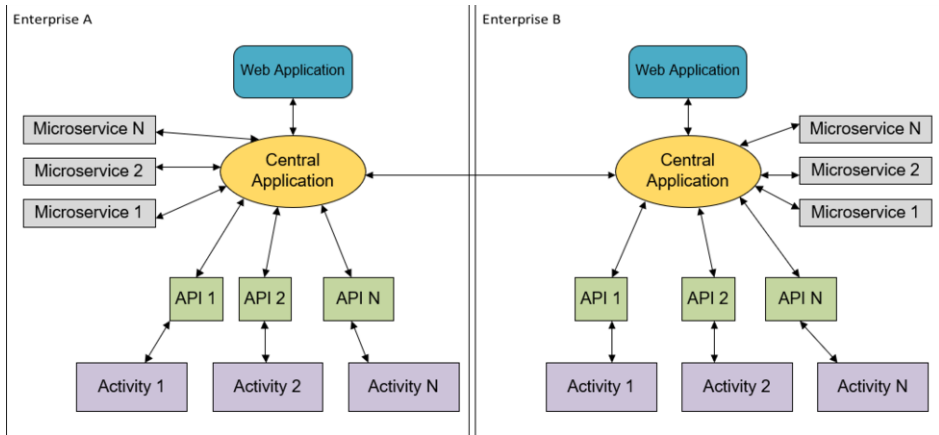 Enterprise A
Web Application
Microservice N
Microservice 2
Microservice 1
Central
Application
API 1
API 2
API N
Activity 1
Activity 2
Activity N
Enterprise B
Web Application
Central
Application
Microservice N
Microservice 2
Microservice 1
API 1
API 2
API N
Activity 1
Activity 2
Activity N